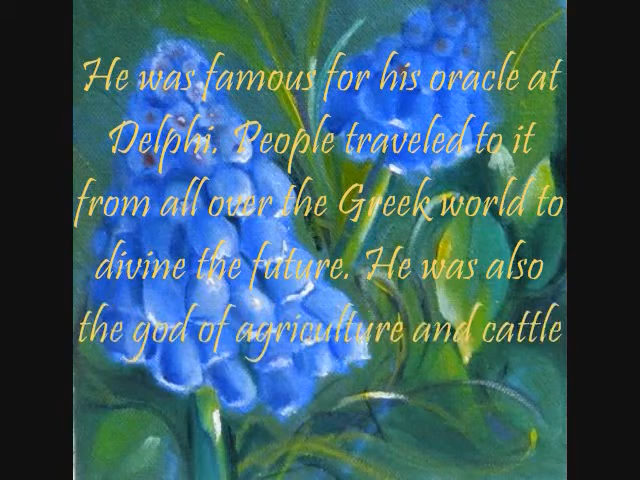 He was famous for his oracle at
Delphi. People traveled to it
from all over the Greek world to
divine the future. He was also
the god of agriculture and cattle